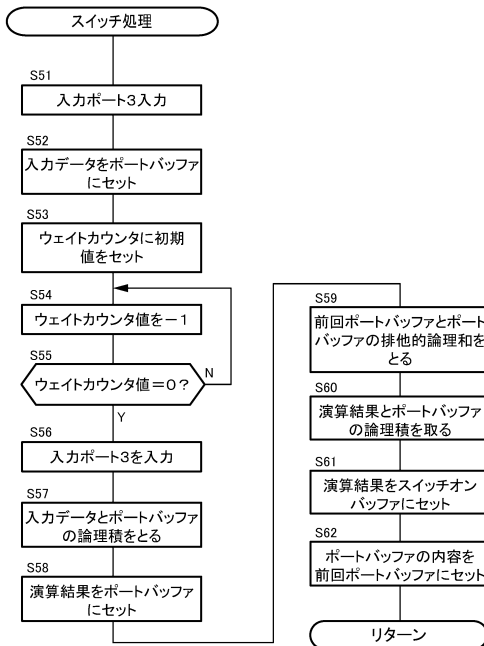 スイッチ処理
S51
入力ポート3入力
S52
入力データをポートバッファ
にセット
S53
ウェイトカウンタに初期
値をセット
S54
ウェイトカウンタ値を－1
S55
ウェイトカウンタ値＝0？
N
Y
S56
入力ポート3を入力
S57
入力データとポートバッファ
の論理積をとる
S58
演算結果をポートバッファ
にセット
S59
前回ポートバッファとポート
バッファの排他的論理和を
とる
S60
演算結果とポートバッファ
の論理積を取る
S61
演算結果をスイッチオン
バッファにセット
S62
ポートバッファの内容を
前回ポートバッファにセット
リターン